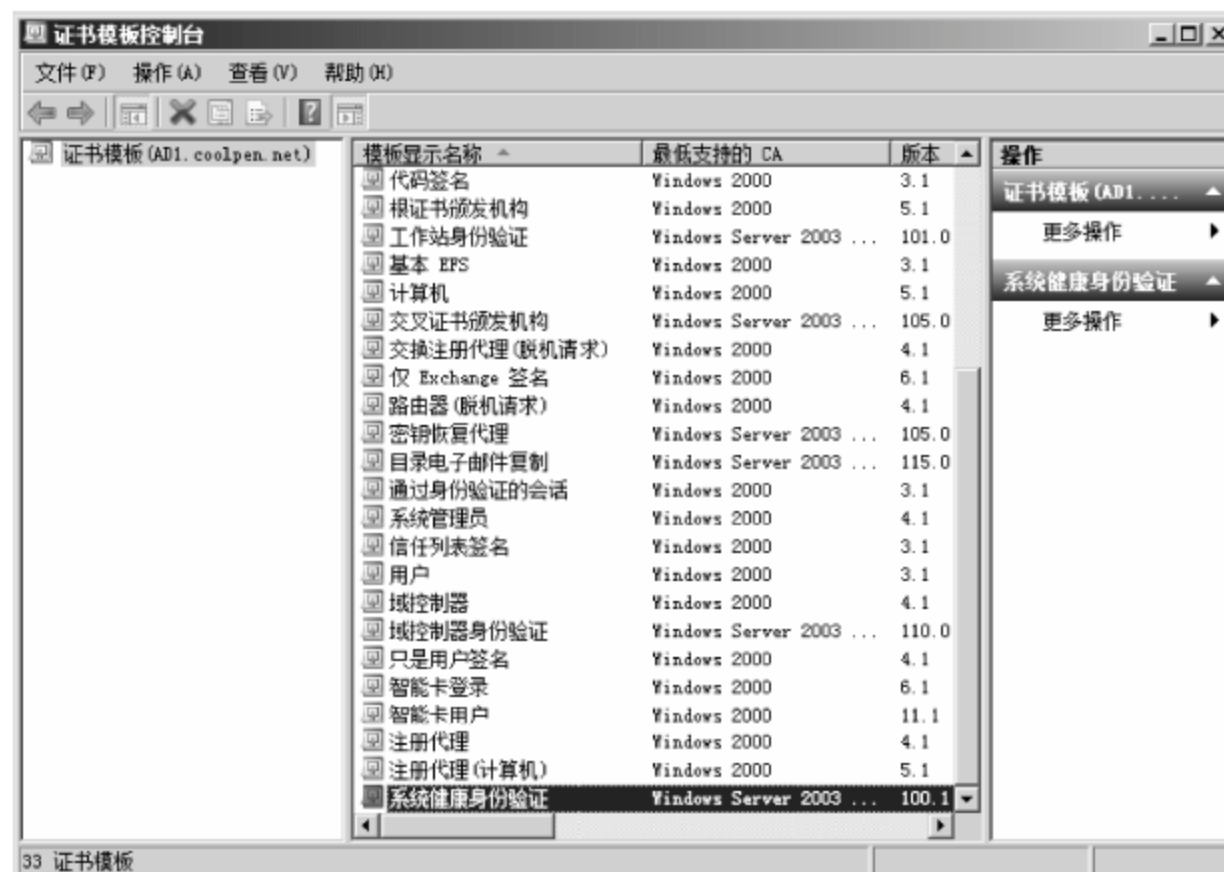 证书模板控制台
文件(F) 操作(A) 查看(V) 帮助(H)
证书模板(AD1.coolpen.net)
模板显示名称 最低支持的 CA 版本
代码签名 Windows 2000 3.1
根证书颁发机构 Windows 2000 5.1
工作站身份验证 Windows Server 2003 ... 101.0
基本 EFS Windows 2000 3.1
计算机 Windows 2000 5.1
交叉证书颁发机构 Windows Server 2003 ... 105.0
交换注册代理(脱机请求) Windows 2000 4.1
仅 Exchange 签名 Windows 2000 6.1
路由器(脱机请求) Windows 2000 4.1
密钥恢复代理 Windows Server 2003 ... 105.0
目录电子邮件复制 Windows Server 2003 ... 115.0
通过身份验证的会话 Windows 2000 3.1
系统管理员 Windows 2000 4.1
信任列表签名 Windows 2000 3.1
用户 Windows 2000 3.1
域控制器 Windows 2000 4.1
域控制器身份验证 Windows Server 2003 ... 110.0
只是用户签名 Windows 2000 4.1
智能卡登录 Windows 2000 6.1
智能卡用户 Windows 2000 11.1
注册代理 Windows 2000 4.1
注册代理(计算机) Windows 2000 5.1
系统健康身份验证 Windows Server 2003 ... 100.1
操作
证书模板(AD1....
更多操作
系统健康身份验证
更多操作
33 证书模板